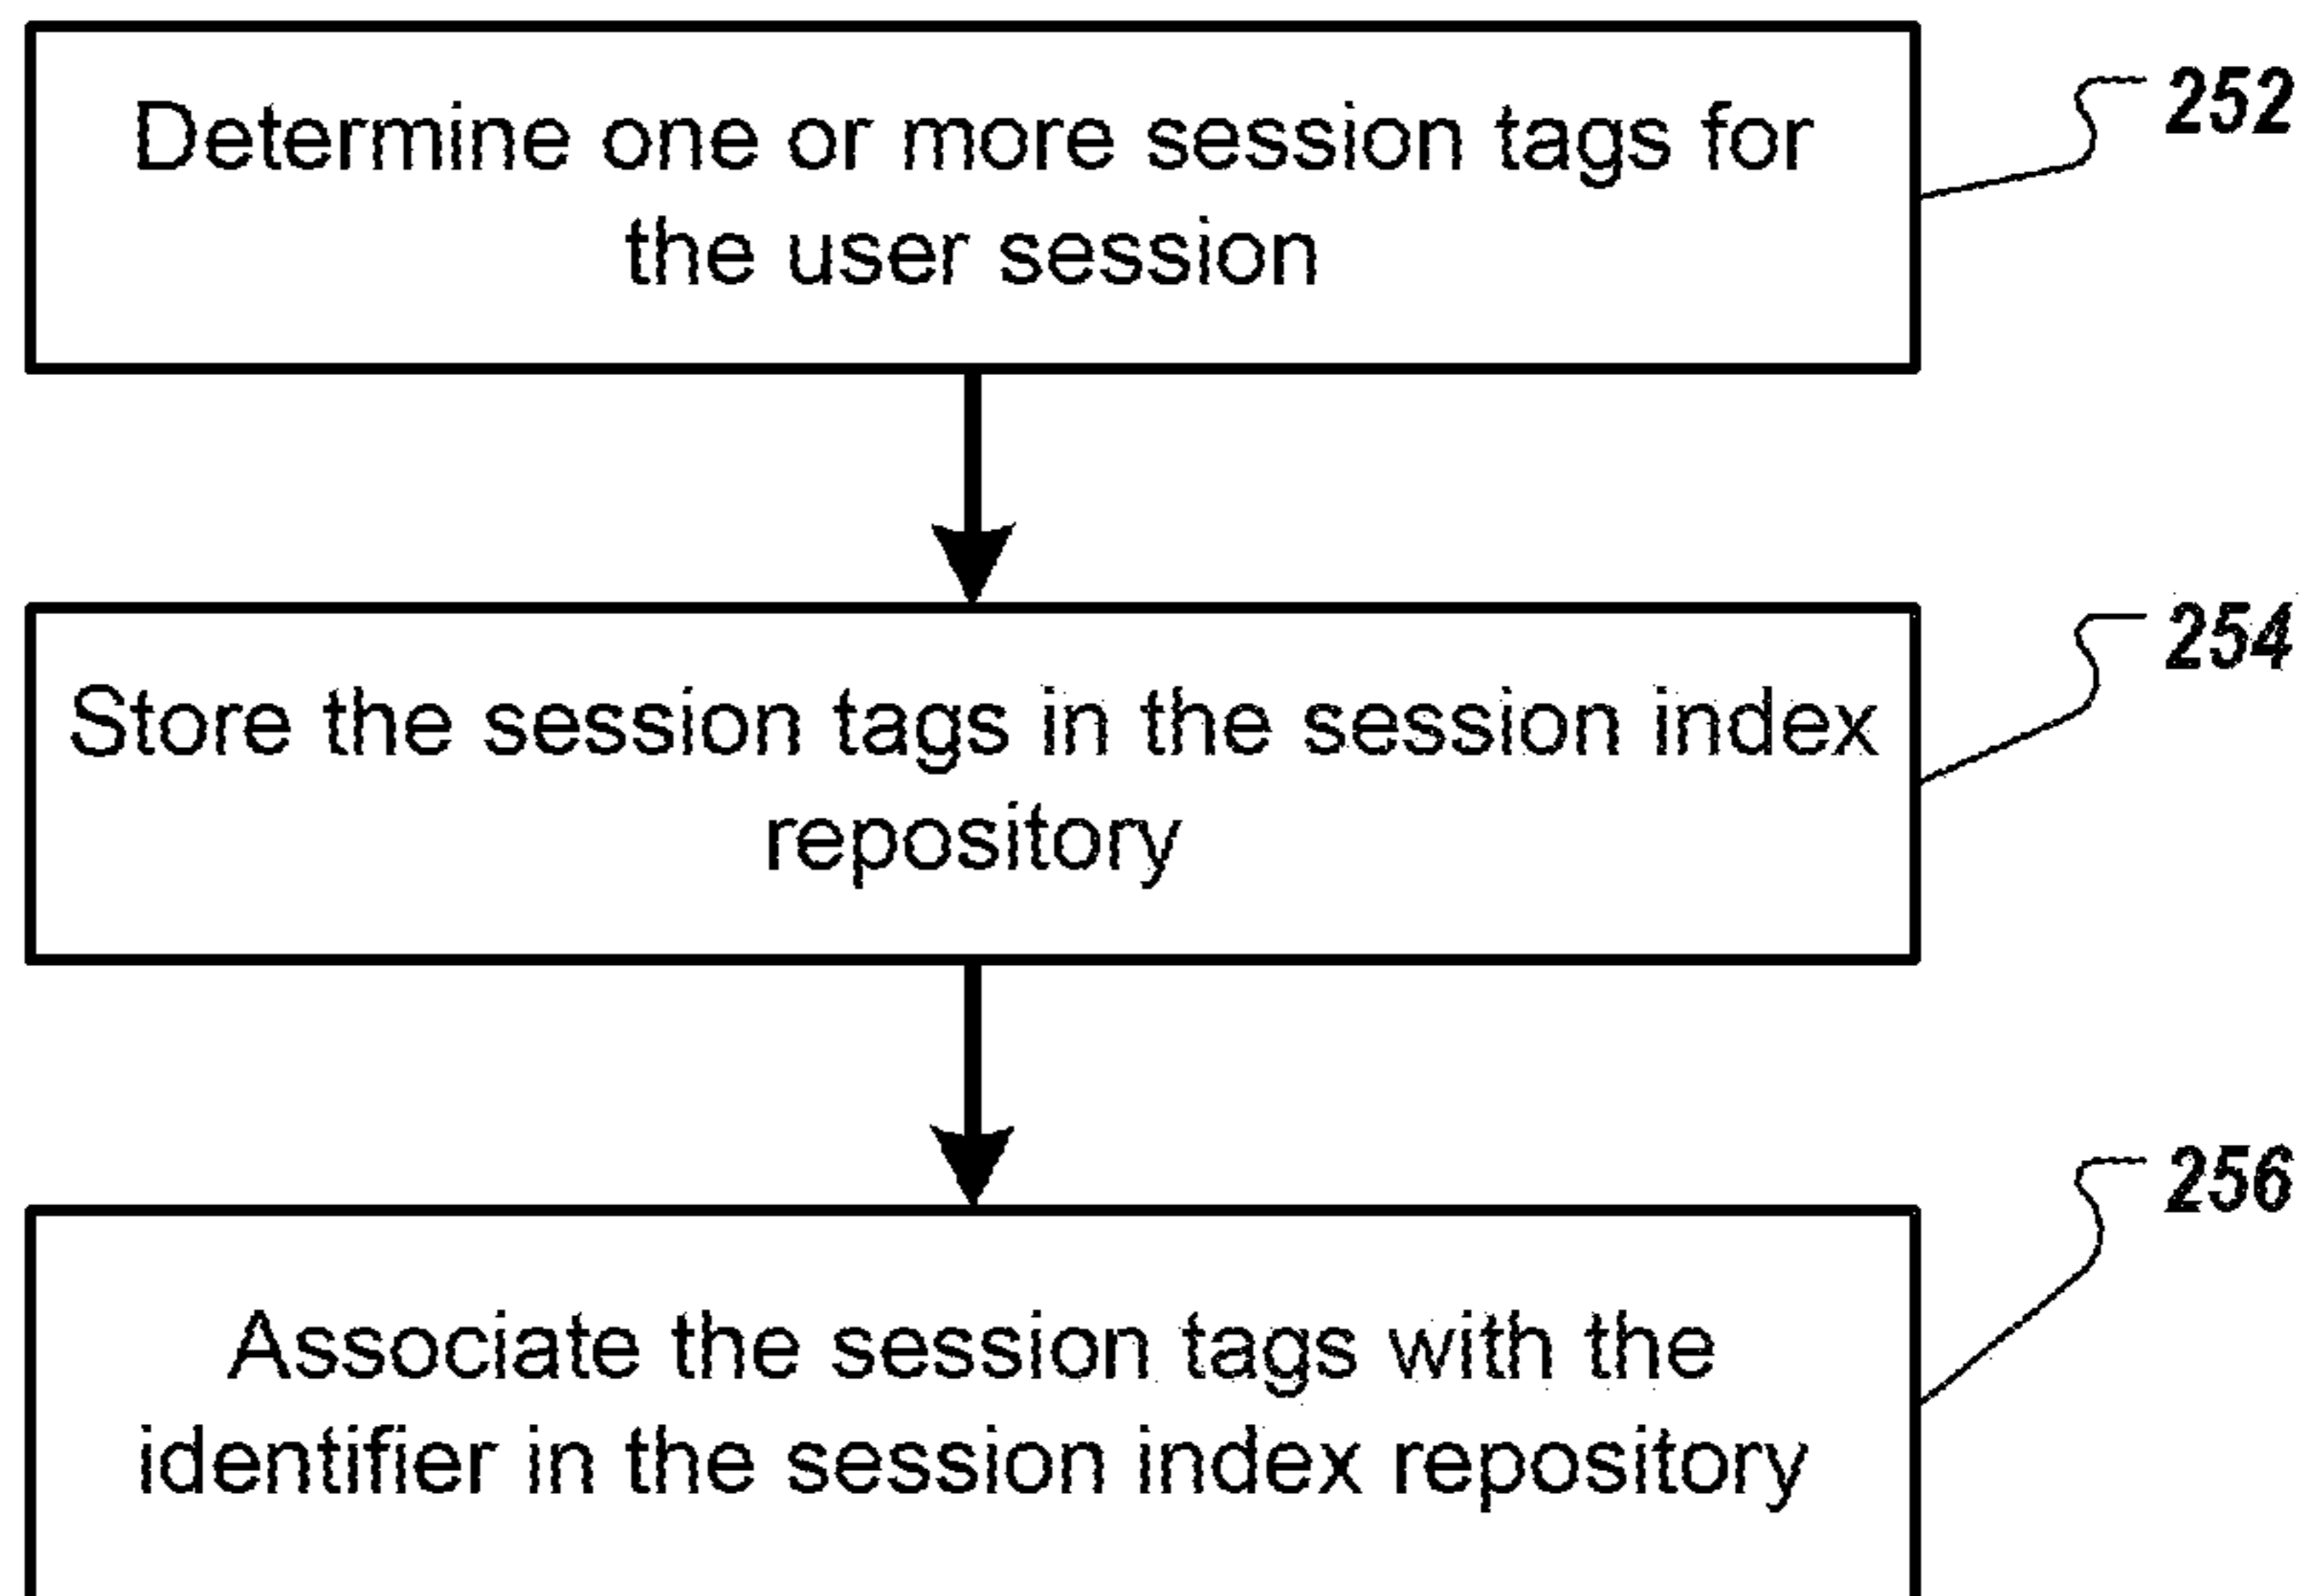 Determine one or more session tags for
the user session
252
Store the session tags in the session index
repository
254
Associate the session tags with the
identifier in the session index repository
256